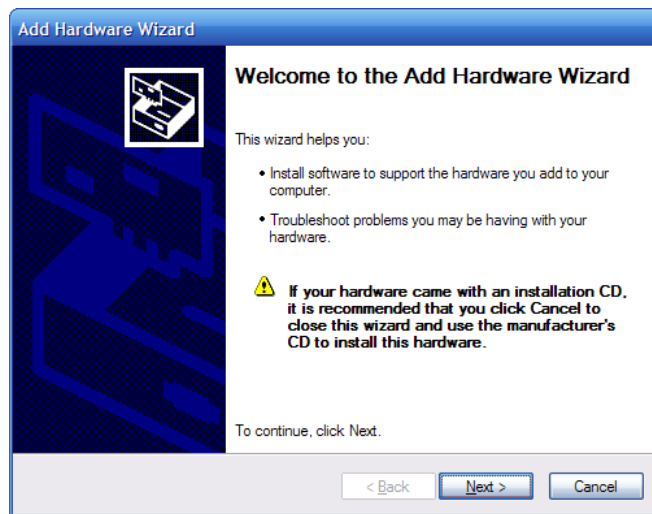 Add Hardware Wizard
Welcome to the Add Hardware Wizard
This wizard helps you:
• Install software to support the hardware you add to your
computer.
• Troubleshoot problems you may be having with your
hardware.
If your hardware came with an installation CD,
it is recommended that you click Cancel to
close this wizard and use the manufacturer's
CD to install this hardware.
To continue, click Next.
< Back Next > Cancel